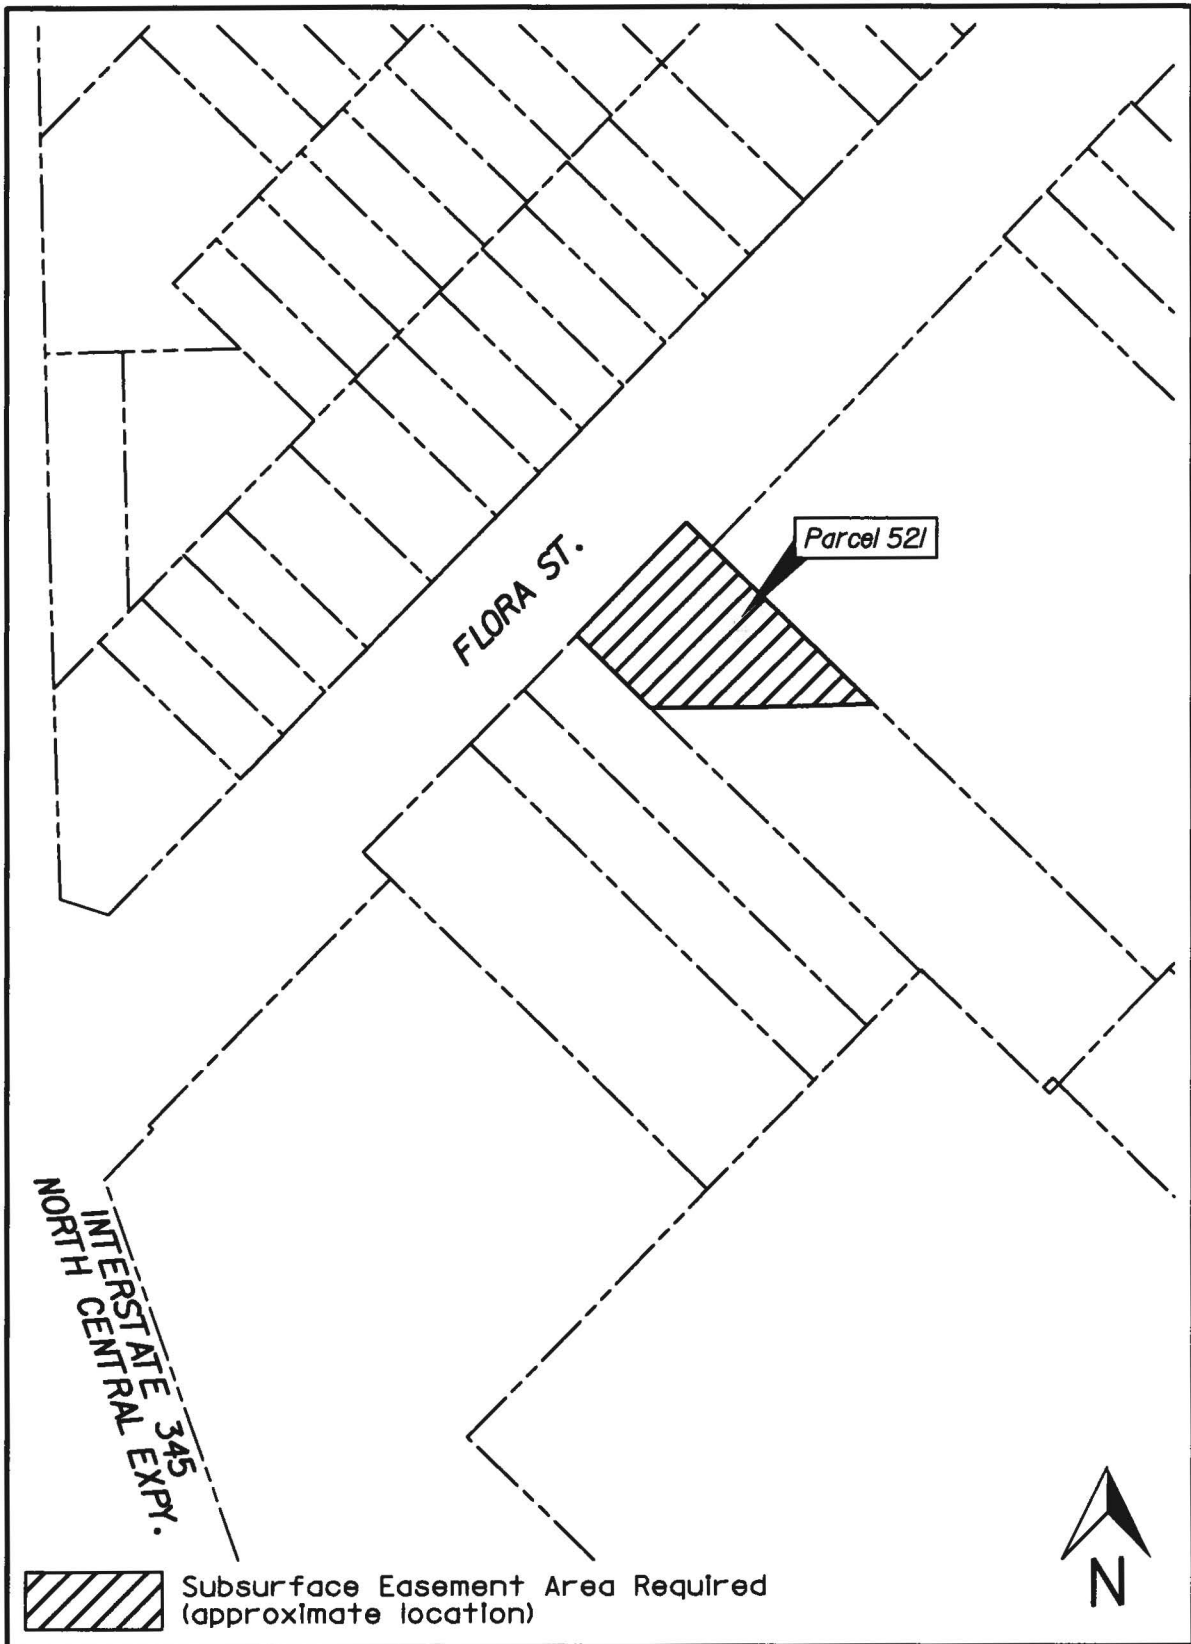 Parcel 521
FLORA ST.
INTERSTATE 345
NORTH CENTRAL EXPY.
Subsurface Easement Area Required
(approximate location)
N